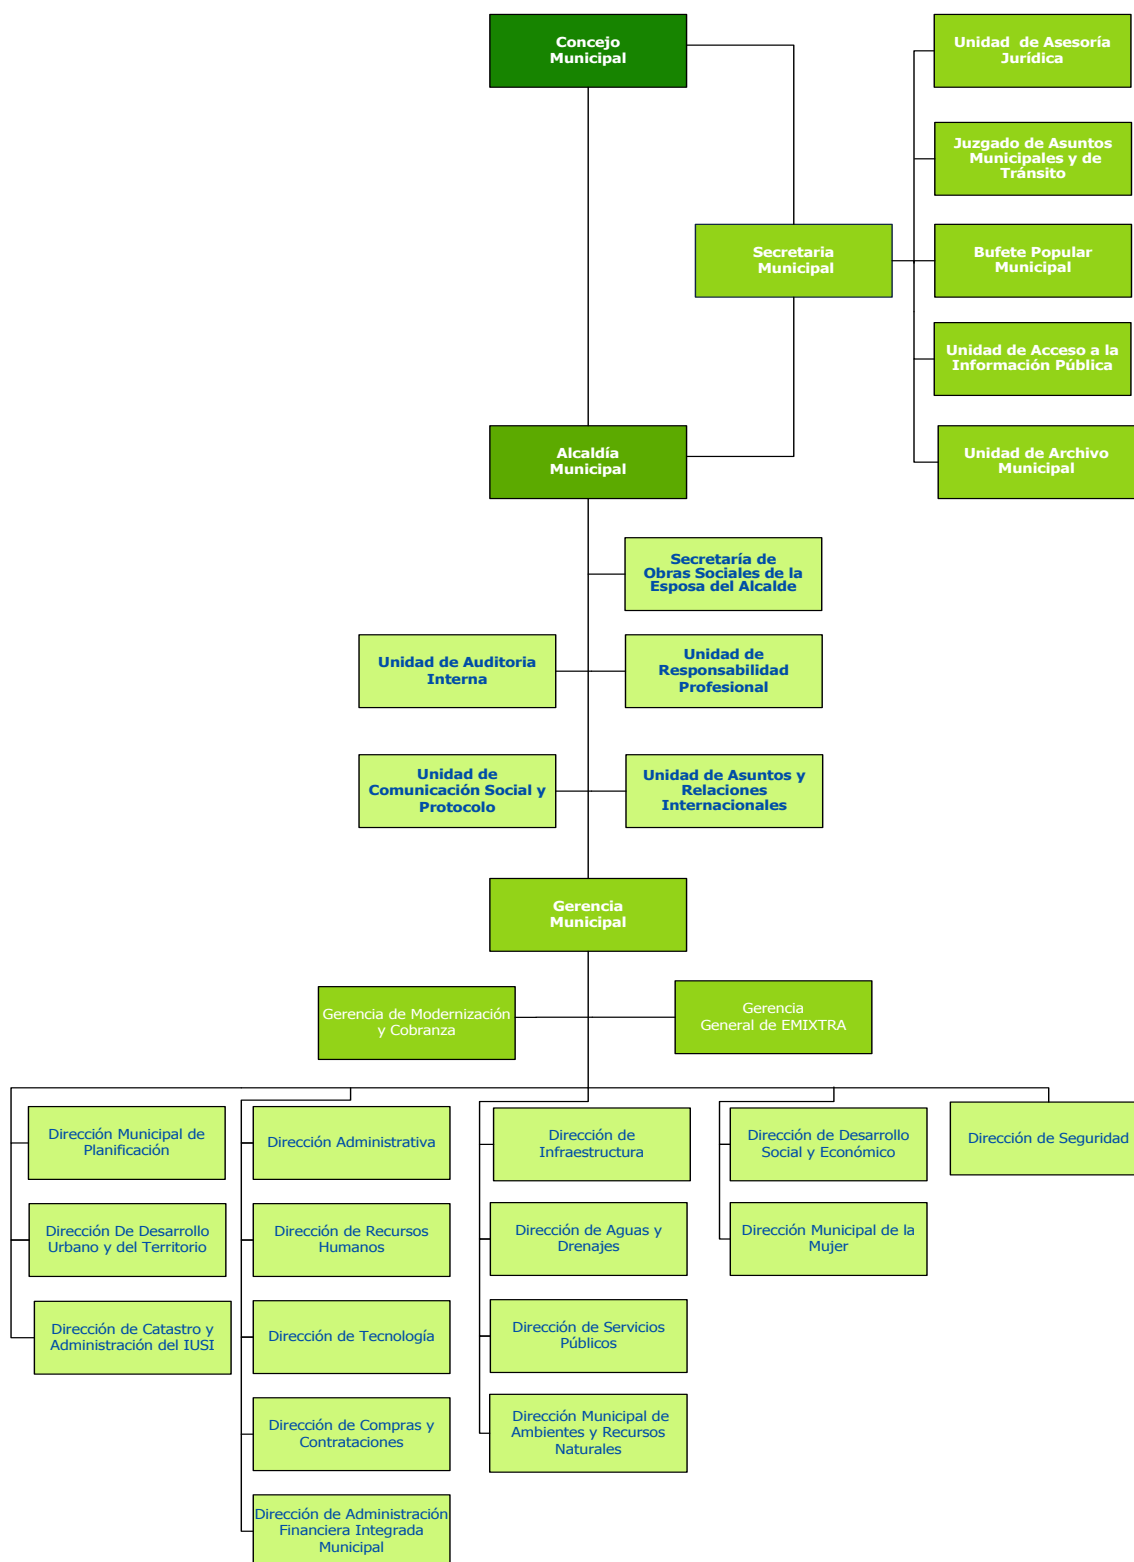 Concejo
Municipal
Unidad de Asesoría
Jurídica
Juzgado de Asuntos
Municipales y de
Tránsito
Secretaria
Municipal
Bufete Popular
Municipal
Unidad de Acceso a la
Información Pública
Alcaldía
Municipal
Unidad de Archivo
Municipal
Secretaría de
Obras Sociales de la
Esposa del Alcalde
Unidad de Auditoria
Interna
Unidad de
Responsabilidad
Profesional
Unidad de
Comunicación Social y
Protocolo
Unidad de Asuntos y
Relaciones
Internacionales
Gerencia
Municipal
Gerencia de Modernización
y Cobranza
Gerencia
General de EMIXTRA
Dirección Municipal de
Planificación
Dirección Administrativa
Dirección de
Infraestructura
Dirección de Desarrollo
Social y Económico
Dirección de Seguridad
Dirección De Desarrollo
Urbano y del Territorio
Dirección de Recursos
Humanos
Dirección de Aguas y
Drenajes
Dirección Municipal de la
Mujer
Dirección de Catastro y
Administración del IUSI
Dirección de Tecnología
Dirección de Servicios
Públicos
Dirección de Compras y
Contrataciones
Dirección Municipal de
Ambientes y Recursos
Naturales
Dirección de Administración
Financiera Integrada
Municipal